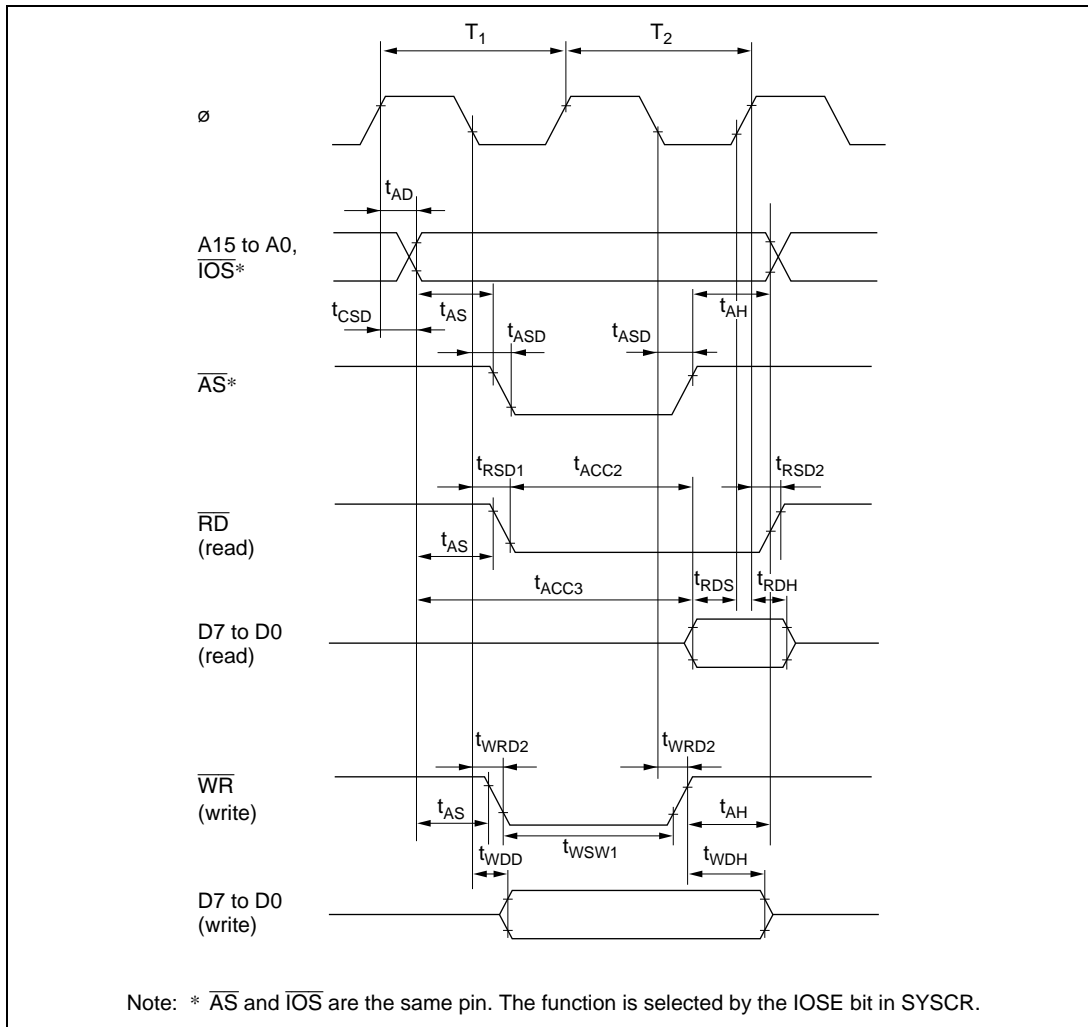 T1 T2
ø
tAD
A15 to A0,
IOS*
tCSD tAS tAH
tASD tASD
AS*
tRSD1 tACC2 tRSD2
RD
(read)
tAS
tACC3 tRDS tRDH
D7 to D0
(read)
tWRD2 tWRD2
WR
(write)
tAS tAH
tWSW1
tWDD tWDH
D7 to D0
(write)
Note: * AS and IOS are the same pin. The function is selected by the IOSE bit in SYSCR.